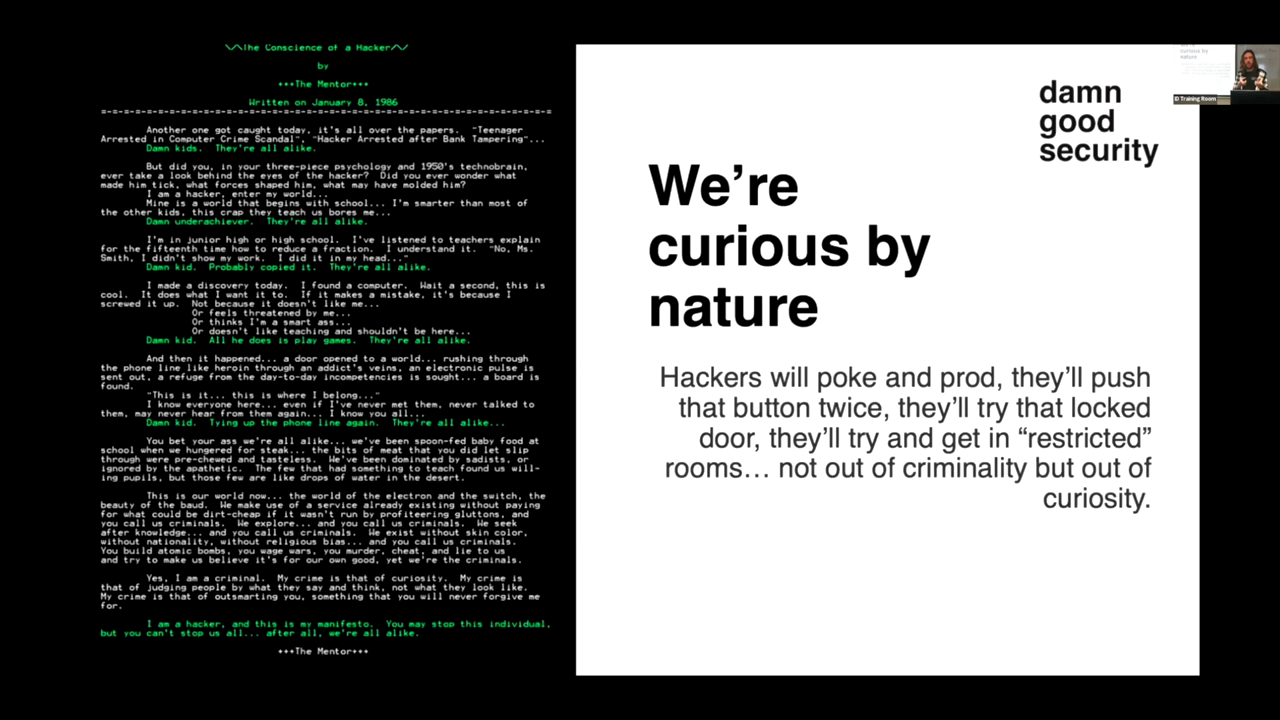 \/\The Conscience of a Hacker/\/
by
+++The Mentor+++
Written on January 8, 1986
=-=-=-=-=-=-=-=-=-=-=-=-=-=-=-=-=-=-=-=-=-=-=-=-=-=-=-=-=-=-=-=-=-=
Another one got caught today, it's all over the papers. "Teenager
Arrested in Computer Crime Scandal", "Hacker Arrested after Bank Tampering"...
Damn kids. They're all alike.
But did you, in your three-piece psychology and 1950's technobrain,
ever take a look behind the eyes of the hacker? Did you ever wonder what
made him tick, what forces shaped him, what may have molded him?
I am a hacker, enter my world...
Mine is a world that begins with school... I'm smarter than most of
the other kids, this crap they teach us bores me...
Damn underachiever. They're all alike.
I'm in junior high or high school. I've listened to teachers explain
for the fifteenth time how to reduce a fraction. I understand it. "No, Ms.
Smith, I didn't show my work. I did it in my head..."
Damn kid. Probably copied it. They're all alike.
I made a discovery today. I found a computer. Wait a second, this is
cool. It does what I want it to. If it makes a mistake, it's because I
screwed it up. Not because it doesn't like me...
Or feels threatened by me...
Or thinks I'm a smart ass...
Or doesn't like teaching and shouldn't be here...
Damn kid. All he does is play games. They're all alike.
And then it happened... a door opened to a world... rushing through
the phone line like heroin through an addict's veins, an electronic pulse is
sent out, a refuge from the day-to-day incompetencies is sought... a board is
found.
"This is it... this is where I belong..."
I know everyone here... even if I've never met them, never talked to
them, may never hear from them again... I know you all...
Damn kid. Tying up the phone line again. They're all alike...
You bet your ass we're all alike... we've been spoon-fed baby food at
school when we hungered for steak... the bits of meat that you did let slip
through were pre-chewed and tasteless. We've been dominated by sadists, or
ignored by the apathetic. The few that had something to teach found us will-
ing pupils, but those few are like drops of water in the desert.
This is our world now... the world of the electron and the switch, the
beauty of the baud. We make use of a service already existing without paying
for what could be dirt-cheap if it wasn't run by profiteering gluttons, and
you call us criminals. We explore... and you call us criminals. We seek
after knowledge... and you call us criminals. We exist without skin color,
without nationality, without religious bias... and you call us criminals.
You build atomic bombs, you wage wars, you murder, cheat, and lie to us
and try to make us believe it's for our own good, yet we're the criminals.
Yes, I am a criminal. My crime is that of curiosity. My crime is
that of judging people by what they say and think, not what they look like.
My crime is that of outsmarting you, something that you will never forgive me
for.
I am a hacker, and this is my manifesto. You may stop this individual,
but you can't stop us all... after all, we're all alike.
+++The Mentor+++
damn
good
security
We're
curious by
nature
Hackers will poke and prod, they'll push
that button twice, they'll try that locked
door, they'll try and get in “restricted”
rooms… not out of criminality but out of
curiosity.
curious by
nature
Training Room